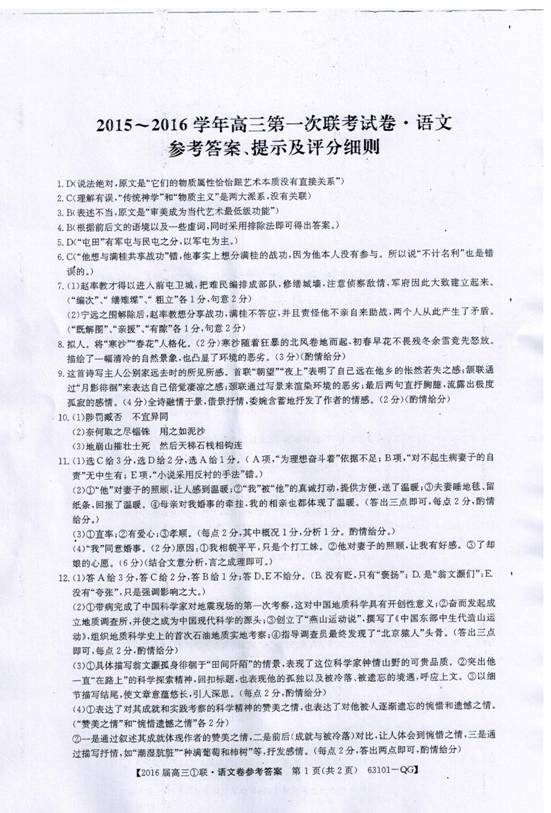 2015～2016学年高三第一次联考试卷·语文
参考答案、提示及评分细则
1. D(说法绝对,原文是“它们的物质属性恰恰跟艺术本质没有直接关系”)
2. C(理解有误,“传统神学”和“物质主义”是两大派系,没有关联)
3. B(表述不当,原文是“审美成为当代艺术最低级功能”)
4. B(根据前后文的语境以及一些虚词,同时采用排除法即可得出答案。)
5. D(“屯田”有军屯与民屯之分,以军屯为主。)
6. C(“他想与满桂共享战功”错,他事实上想分满桂的战功,因为他本人没有参与。所以说“不计名利”也是错
误的。)
7. (1)赵率教才得以进入前屯卫城,把难民编排成部队,修缮城墙,注意侦察敌情,军府因此大致建立起来。
(“编次”、“缮雉堞”、“粗立”各1分,句意2分)
(2)宁远之围解除后,赵率教想分享战功,满桂不答应,并且责怪他不亲自来助战,两个人从此产生了矛盾。
(“既解围”、“亲援”、“有隙”各1分,句意2分)
8. 拟人。将“寒沙”“春花”人格化。(2分)寒沙随着狂暴的北风卷地而起,初春早花不畏残冬余雪竞先怒放。
描绘了一幅清冷的自然景象,也凸显了环境的恶劣。(3分)(酌情给分)
9. 这首诗写主人公别家远去时的所见所感。首联“朝望”“夜上”表明了自己远在他乡的怅然若失之感;颔联通
过“月影徘徊”来表达自己倍觉凄凉之感;颈联通过写景来渲染环境的恶劣;最后两句直抒胸臆,流露出极度
孤寂的感情。(4分)全诗融情于景,借景抒情,委婉含蓄地抒发了作者的情感。(2分)(酌情给分)
10. (1)陟罚臧否　不宜异同
(2)奈何取之尽锱铢　用之如泥沙
(3)地崩山摧壮士死　然后天梯石栈相钩连
11. (1)选C给3分,选D给2分,选A给1分。(A项,“为理想奋斗着”依据不足;B项,“对不起生病妻子的自
责”无中生有;E项,“小说采用反衬的手法”错。)
(2)①“他”对妻子的照顾,让人感到温暖;②“我”被“他”的真诚打动,提供方便,送了温暖;③夫妻睡地毯、留
纸条,回报了温暖。④母亲对我婚事的牵挂,我的相亲也都体现了温暖。(答出三点即可,每点2分,酌情
给分。)
(3)①直率;②有爱心;③孝顺。(每点2分,其中概况1分,分析1分。酌情给分。)
(4)“我”同意婚事。(2分)原因:①我相貌平平,只是个打工妹。②他对妻子的照顾,让我有好感。③了却
娘的心愿。(6分)(结合文意分析,言之成理即可。)
12. (1)答A给3分,答C给2分,答B给1分;答D、E不给分。(B.没有贬,只有“褒扬”; D.是“翁文灏们”;E.
没有“夸张”,只是强调影响之大。)
(2)①带病完成了中国科学家对地震现场的第一次考察,这对中国地质科学具有开创性意义;②奋而发起成
立地质调查所,并使之成为中国现代科学的源头;③创立了“燕山运动说”,撰写了《中国东部中生代造山运
动》,组织地质科学史上的首次石油地质实地考察;④指导调查员最终发现了“北京猿人”头骨。(答出三点
即可,每点2分,酌情给分)
(3)①具体描写翁文灏孤身徘徊于“田间阡陌”的情景,表现了这位科学家钟情山野的可贵品质。②突出他
一直“在路上”的科学探索精神,回扣标题,也表现他的孤独以及被冷落、被遗忘的境遇,呼应上文。③以细
节描写结尾,使文章意蕴悠长,引人深思。(每点2分,酌情给分)
(4)①表达了对其成就和实践考察的科学精神的赞美之情,也表达了对他被人逐渐遗忘的惋惜和遗憾之情。
(“赞美之情”和“惋惜遗憾之情”各2分)
②一是通过叙述其成就体现作者的赞美之情,二是前后(成就与被冷落)对比,让人体会到惋惜之情,三是通
过描写抒情,如“潮湿肮脏”“种满葡萄和柿树”等,抒发感情。(每点2分,答出两点即可,酌情给分)
【2016届高三①联·语文卷参考答案　第1页(共2页)　63101－QG】